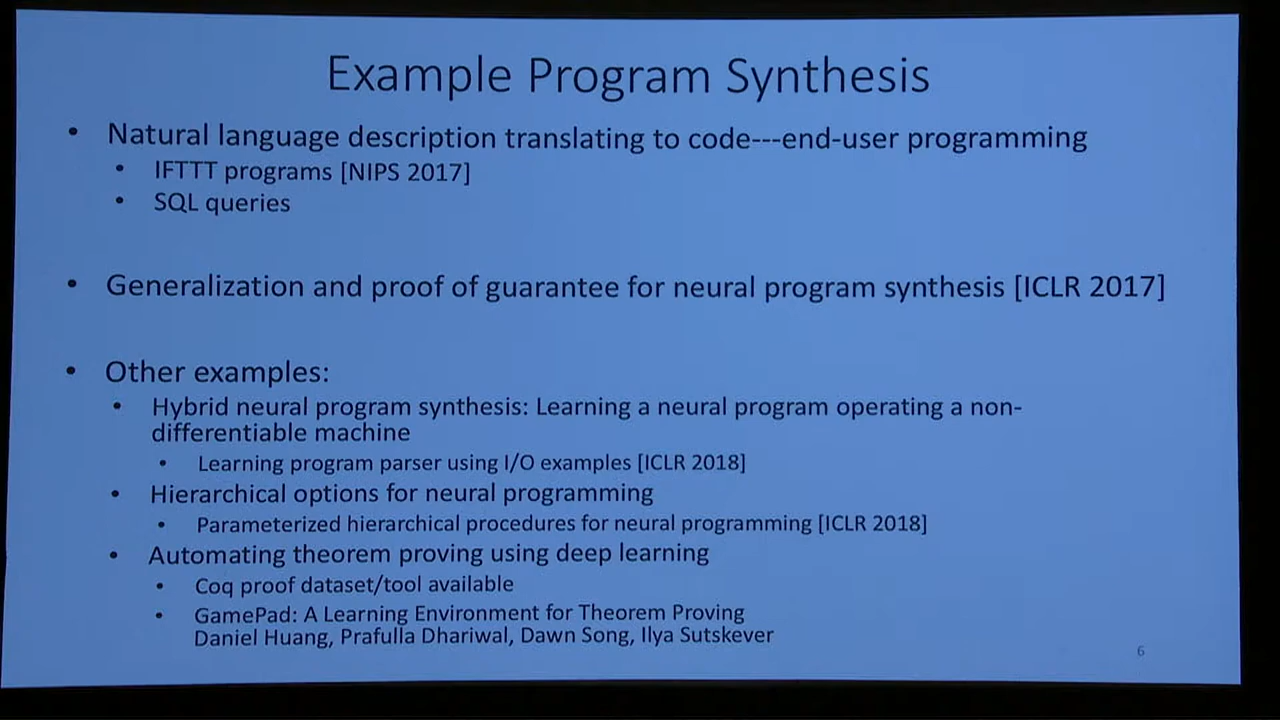 Example Program Synthesis
• Natural language description translating to code---end-user programming
• IFTTT programs [NIPS 2017]
• SQL queries
• Generalization and proof of guarantee for neural program synthesis [ICLR 2017]
• Other examples:
• Hybrid neural program synthesis: Learning a neural program operating a non-
differentiable machine
• Learning program parser using I/O examples [ICLR 2018]
• Hierarchical options for neural programming
• Parameterized hierarchical procedures for neural programming [ICLR 2018]
• Automating theorem proving using deep learning
• Coq proof dataset/tool available
• GamePad: A Learning Environment for Theorem Proving
Daniel Huang, Prafulla Dhariwal, Dawn Song, Ilya Sutskever
6